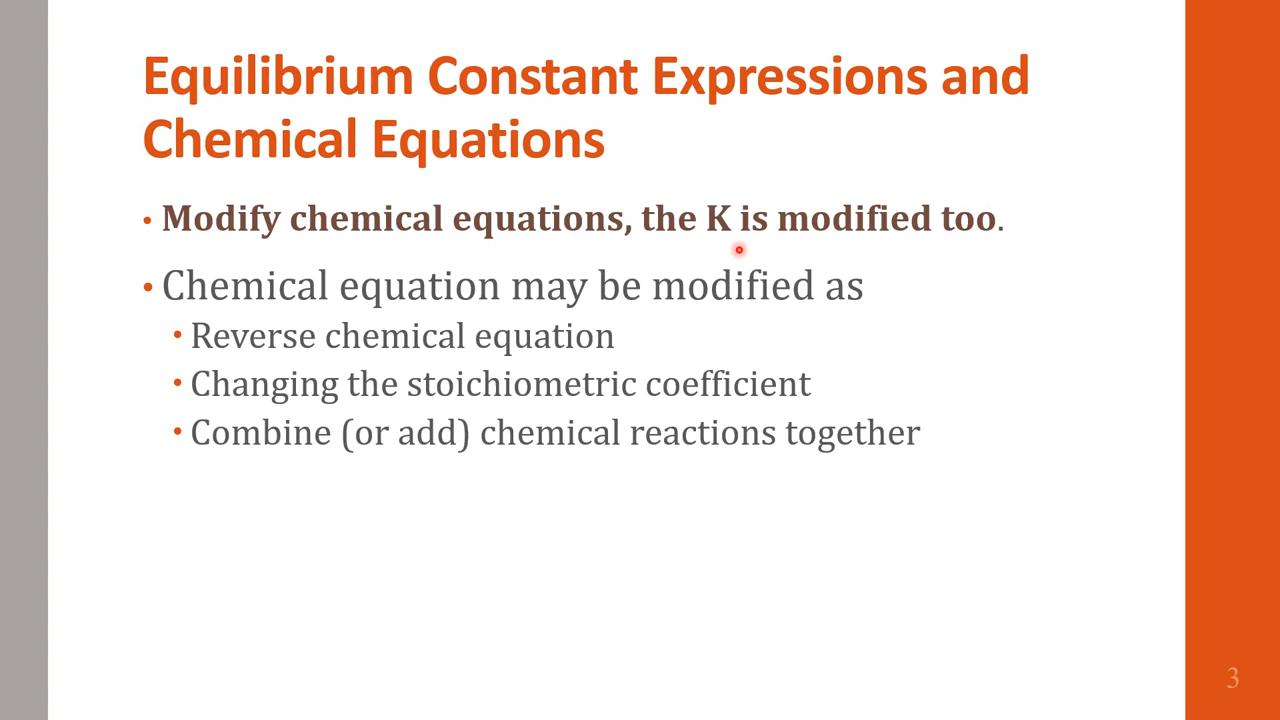 Equilibrium Constant Expressions and
Chemical Equations
• Modify chemical equations, the K is modified too.
• Chemical equation may be modified as
• Reverse chemical equation
• Changing the stoichiometric coefficient
• Combine (or add) chemical reactions together
3